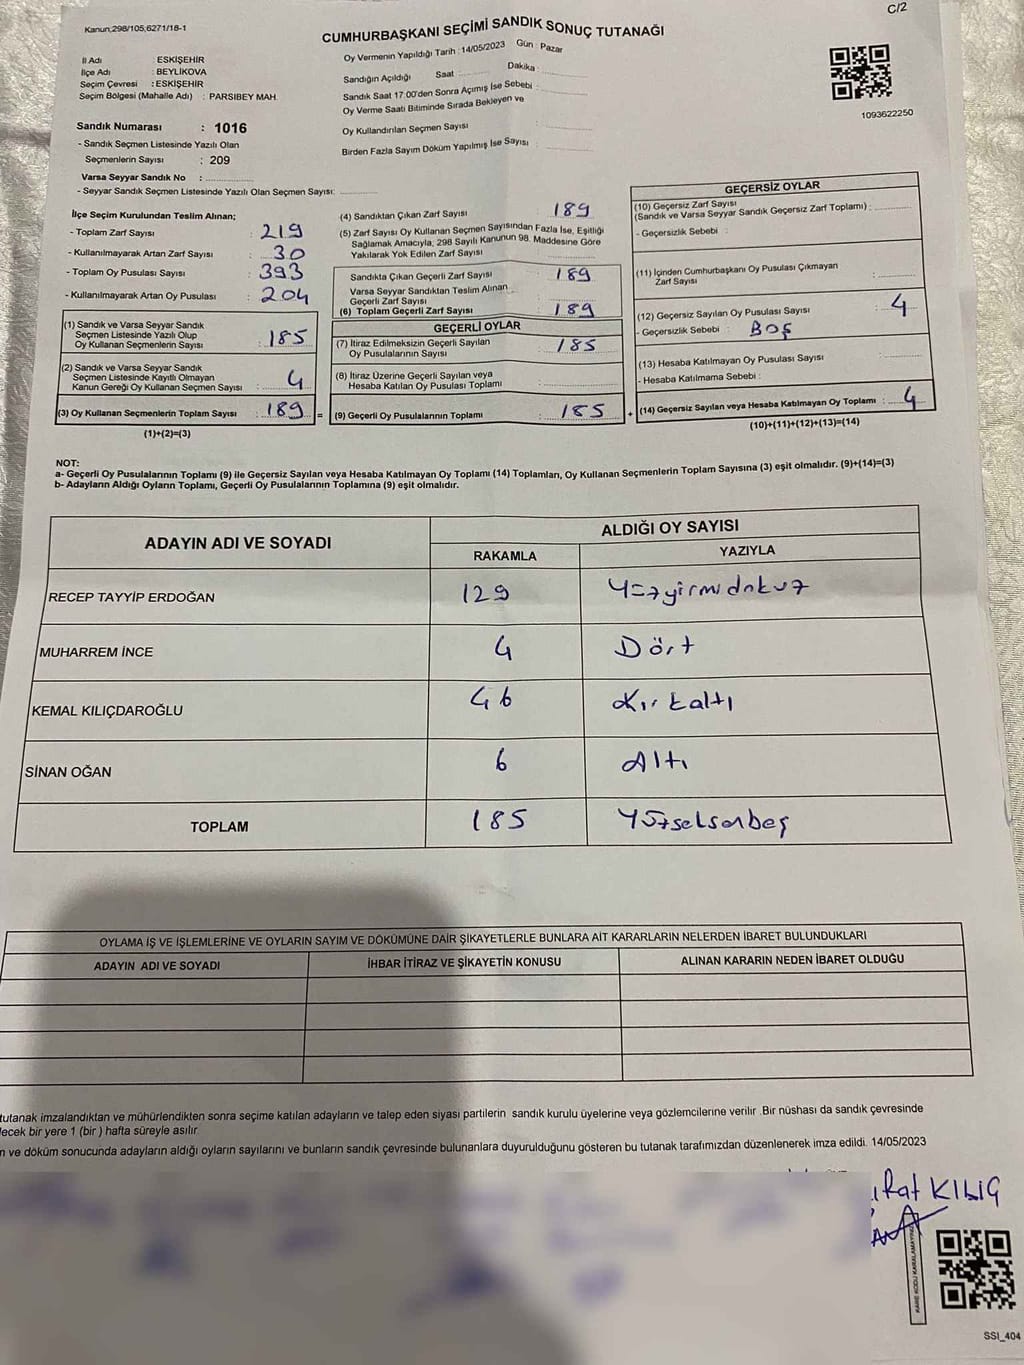 C/2
Kanun,298/105,6271/18-1
CUMHURBAŞKANI SEÇİMİ SANDIK SONUÇ TUTANAĞI
Oy Vermenin Yapıldığı Tarih :14/05/2023 Gün : Pazar
İl Adı : ESKİŞEHİR
İlçe Adı : BEYLİKOVA
Seçim Çevresi : ESKİŞEHİR
Seçim Bölgesi (Mahalle Adı) : PARSIBEY MAH.
Sandık Numarası : 1016
- Sandık Seçmen Listesinde Yazılı Olan
Seçmenlerin Sayısı : 209
Varsa Seyyar Sandık No :
- Seyyar Sandık Seçmen Listesinde Yazılı Olan Seçmen Sayısı:
Sandığın Açıldığı Saat Dakika :
Sandık Saat 17:00'den Sonra Açımış İse Sebebi :
Oy Verme Saati Bitiminde Sırada Bekleyen ve
Oy Kullandırılan Seçmen Sayısı :
Birden Fazla Sayım Döküm Yapılmış İse Sayısı :
1093622250
İlçe Seçim Kurulundan Teslim Alınan;
- Toplam Zarf Sayısı : 219
- Kullanılmayarak Artan Zarf Sayısı : 30
- Toplam Oy Pusulası Sayısı : 393
- Kullanılmayarak Artan Oy Pusulası : 204
(1) Sandık ve Varsa Seyyar Sandık
Seçmen Listesinde Yazılı Olup
Oy Kullanan Seçmenlerin Sayısı : 185
(2) Sandık ve Varsa Seyyar Sandık
Seçmen Listesinde Kayıtlı Olmayan
Kanun Gereği Oy Kullanan Seçmen Sayısı : 4
(3) Oy Kullanan Seçmenlerin Toplam Sayısı : 189 =
(1)+(2)=(3)
(4) Sandıktan Çıkan Zarf Sayısı : 189
(5) Zarf Sayısı Oy Kullanan Seçmen Sayısından Fazla İse, Eşitliği
Sağlamak Amacıyla, 298 Sayılı Kanunun 98. Maddesine Göre
Yakılarak Yok Edilen Zarf Sayısı :
Sandıkta Çıkan Geçerli Zarf Sayısı : 189
Varsa Seyyar Sandıktan Teslim Alınan
Geçerli Zarf Sayısı
(6) Toplam Geçerli Zarf Sayısı : 189
GEÇERLİ OYLAR
(7) İtiraz Edilmeksizin Geçerli Sayılan
Oy Pusulalarının Sayısı : 185
(8) İtiraz Üzerine Geçerli Sayılan veya
Hesaba Katılan Oy Pusulası Toplamı :
(9) Geçerli Oy Pusulalarının Toplamı : 185 +
GEÇERSİZ OYLAR
(10) Geçersiz Zarf Sayısı
(Sandık ve Varsa Seyyar Sandık Geçersiz Zarf Toplamı) :
- Geçersizlik Sebebi :
(11) İçinden Cumhurbaşkanı Oy Pusulası Çıkmayan
Zarf Sayısı :
(12) Geçersiz Sayılan Oy Pusulası Sayısı : 4
- Geçersizlik Sebebi : BOŞ
(13) Hesaba Katılmayan Oy Pusulası Sayısı :
- Hesaba Katılmama Sebebi :
(14) Geçersiz Sayılan veya Hesaba Katılmayan Oy Toplamı : 4
(10)+(11)+(12)+(13)=(14)
NOT:
a- Geçerli Oy Pusulalarının Toplamı (9) ile Geçersiz Sayılan veya Hesaba Katılmayan Oy Toplamı (14) Toplamları, Oy Kullanan Seçmenlerin Toplam Sayısına (3) eşit olmalıdır. (9)+(14)=(3)
b- Adayların Aldığı Oyların Toplamı, Geçerli Oy Pusulalarının Toplamına (9) eşit olmalıdır.
ADAYIN ADI VE SOYADI ALDIĞI OY SAYISI
RAKAMLA YAZIYLA
RECEP TAYYİP ERDOĞAN 129 Yüzyirmidokuz
MUHARREM İNCE 4 Dört
KEMAL KILIÇDAROĞLU 46 Kırkaltı
SİNAN OĞAN 6 Altı
TOPLAM 185 Yüzseksenbeş
OYLAMA İŞ VE İŞLEMLERİNE VE OYLARIN SAYIM VE DÖKÜMÜNE DAİR ŞİKAYETLERLE BUNLARA AİT KARARLARIN NELERDEN İBARET BULUNDUKLARI
ADAYIN ADI VE SOYADI İHBAR İTİRAZ VE ŞİKAYETİN KONUSU ALINAN KARARIN NEDEN İBARET OLDUĞU
tutanak imzalandıktan ve mühürlendikten sonra seçime katılan adayların ve talep eden siyasi partilerin sandık kurulu üyelerine veya gözlemcilerine verilir .Bir nüshası da sandık çevresinde
lecek bir yere 1 (bir ) hafta süreyle asılır
n ve döküm sonucunda adayların aldığı oyların sayılarını ve bunların sandık çevresinde bulunanlara duyurulduğunu gösteren bu tutanak tarafımızdan düzenlenerek imza edildi. 14/05/2023
KARE KODU KARALAMAYINIZ
SSI_404